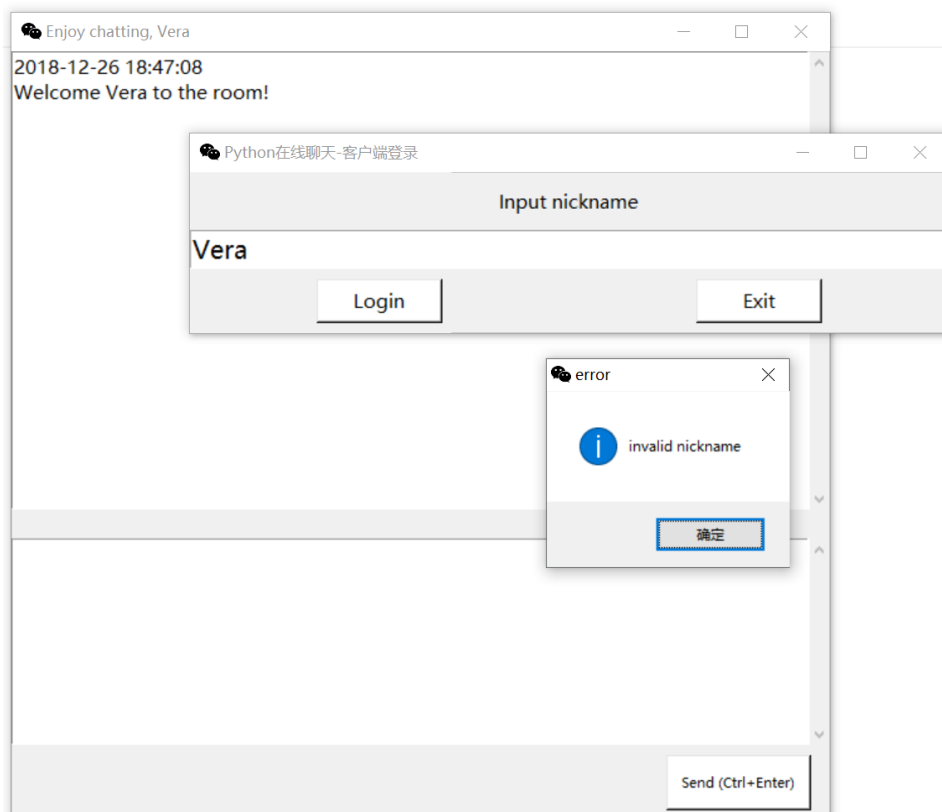 Enjoy chatting, Vera
2018-12-26 18:47:08
Welcome Vera to the room!
Python在线聊天-客户端登录
Input nickname
Vera
Login
Exit
error
invalid nickname
确定
Send (Ctrl+Enter)